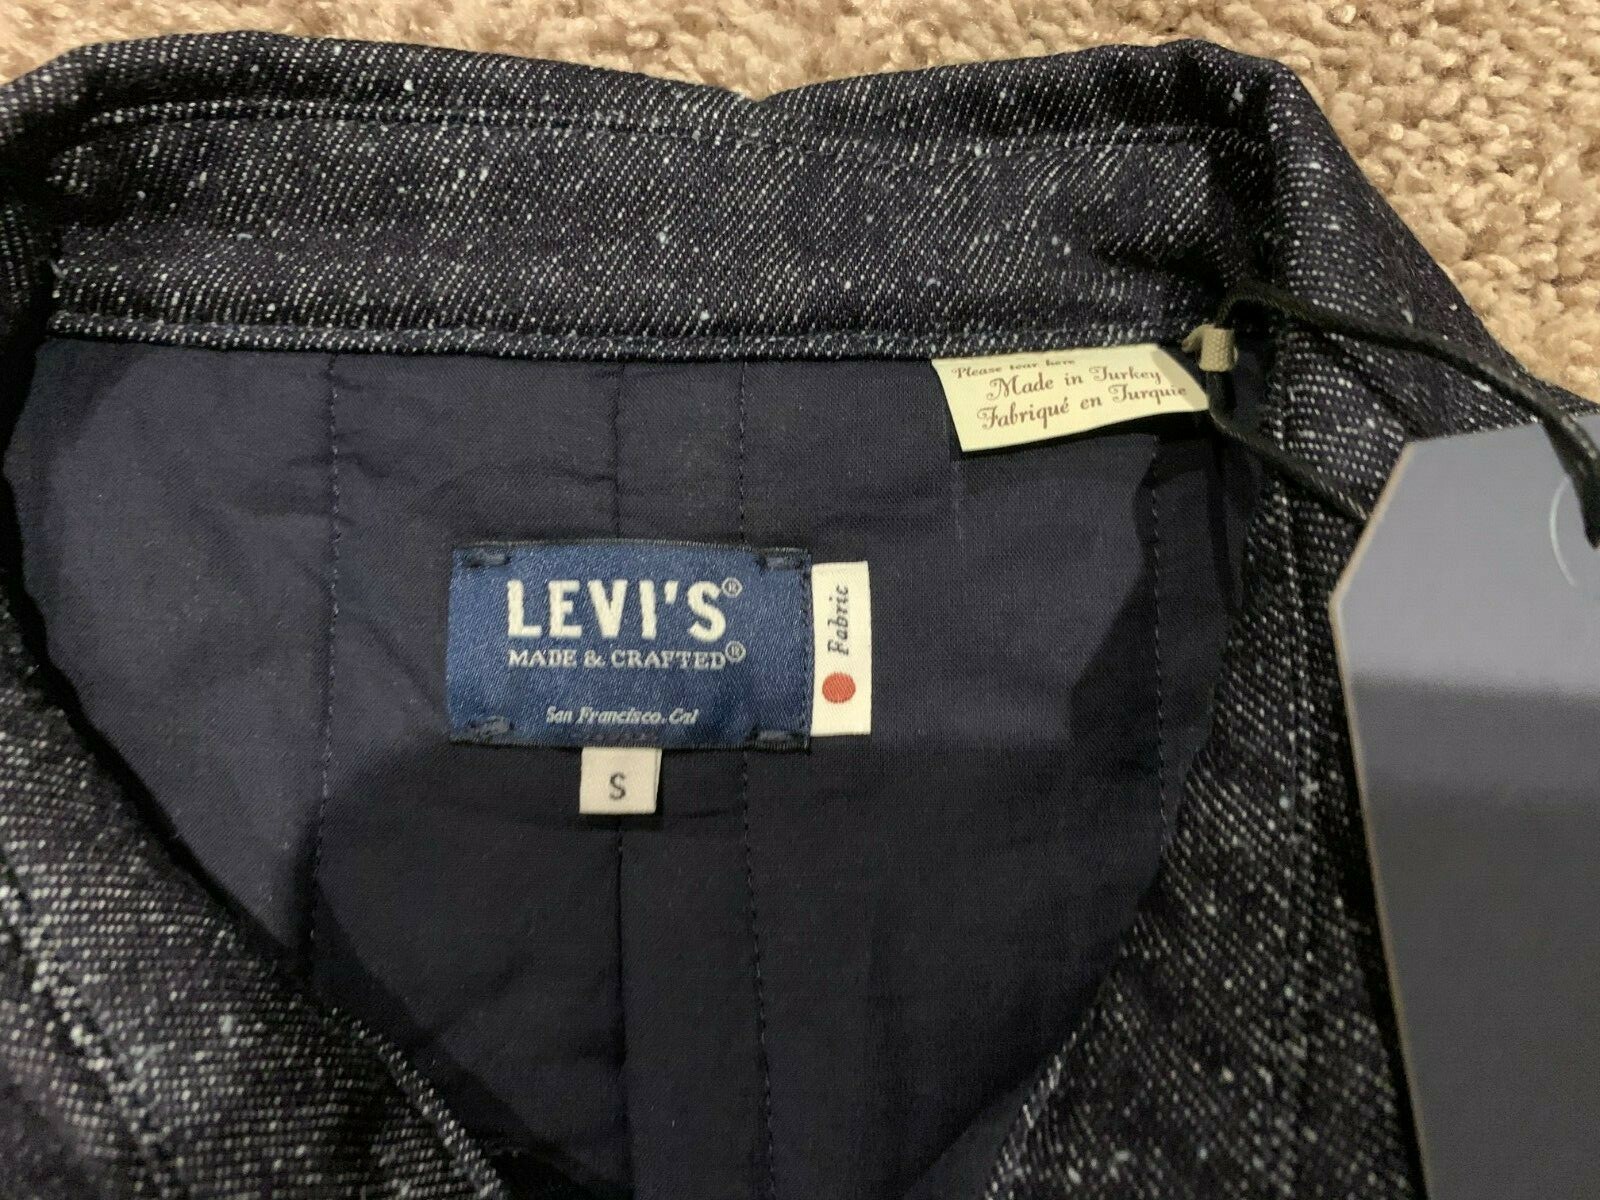 Please tear here
Made in Turkey
Fabriqué en Turquie
LEVI'S®
MADE & CRAFTED®
San Francisco. Cal
Fabric
S